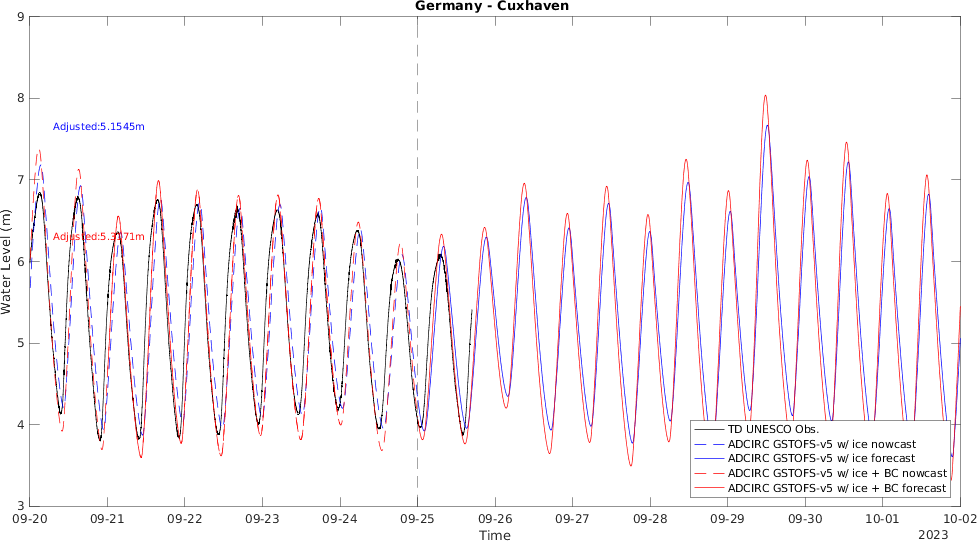 Germany - Cuxhaven
9
8
7
6
5
4
3
Water Level (m)
Adjusted:5.1545m
Adjusted:5.3171m
TD UNESCO Obs.
ADCIRC GSTOFS-v5 w/ ice nowcast
ADCIRC GSTOFS-v5 w/ ice forecast
ADCIRC GSTOFS-v5 w/ ice + BC nowcast
ADCIRC GSTOFS-v5 w/ ice + BC forecast
09-20 09-21 09-22 09-23 09-24 09-25 09-26 09-27 09-28 09-29 09-30 10-01 10-02
Time
2023